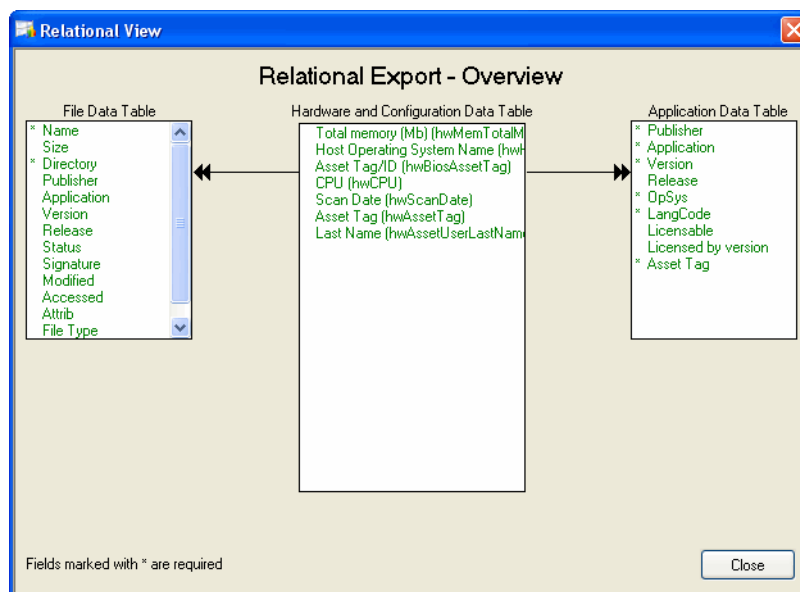 Relational View
Relational Export - Overview
File Data Table
* Name
Size
* Directory
Publisher
Application
Version
Release
Status
Signature
Modified
Accessed
Attrib
File Type
Hardware and Configuration Data Table
Total memory (Mb) (hwMemTotalM
Host Operating System Name (hwH
Asset Tag/ID (hwBiosAssetTag)
CPU (hwCPU)
Scan Date (hwScanDate)
Asset Tag (hwAssetTag)
Last Name (hwAssetUserLastName
Application Data Table
* Publisher
* Application
* Version
Release
* OpSys
* LangCode
Licensable
Licensed by version
* Asset Tag
Fields marked with * are required
Close